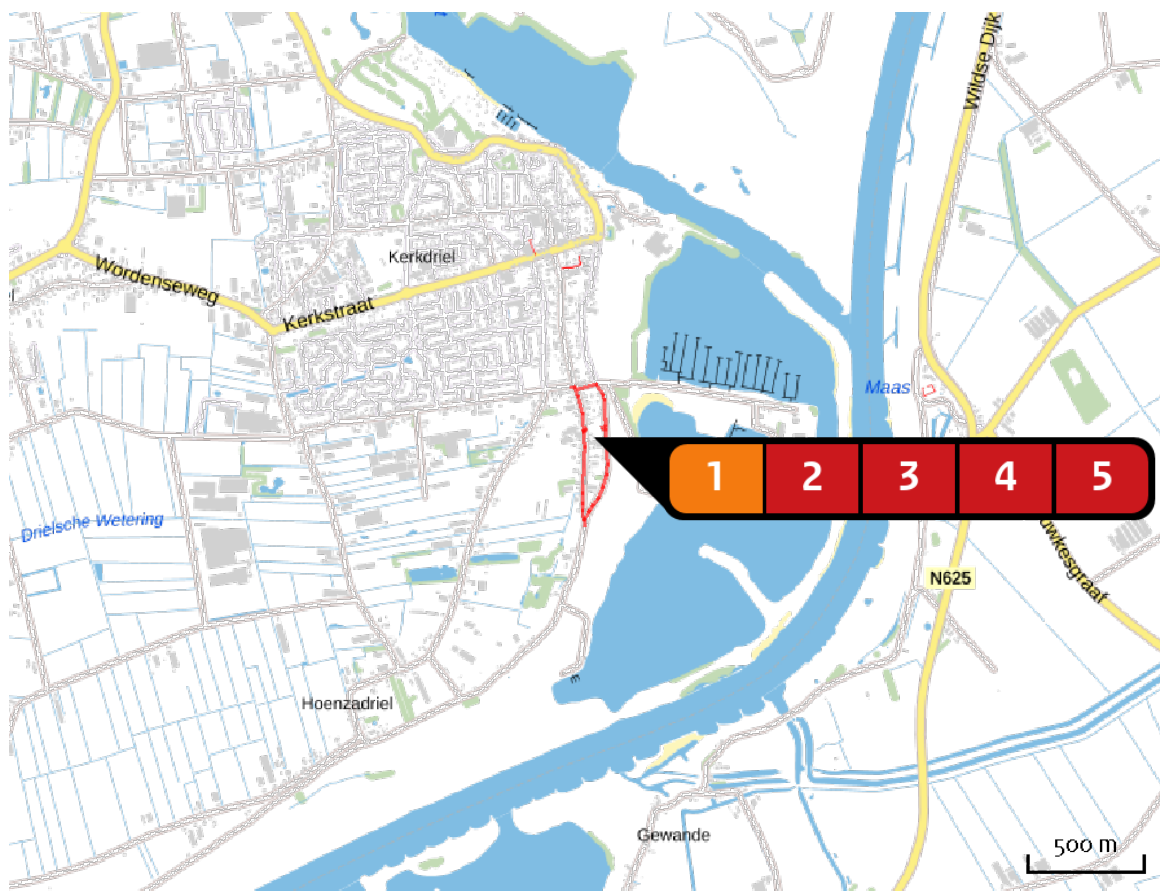 Wildse Dijk
Kerkdriel
Wordenseweg
Kerkstraat
Maas
1 2 3 4 5
Drielsche Wetering
N625
Hoenzadriel
Gewande
500 m